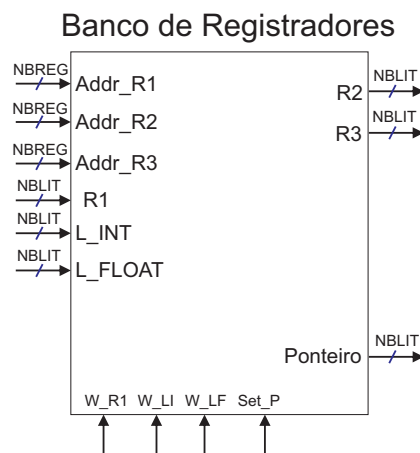 Banco de Registradores
NBREG
Addr_R1
NBREG
Addr_R2
NBREG
Addr_R3
NBLIT
R1
NBLIT
L_INT
NBLIT
L_FLOAT
NBLIT
R2
NBLIT
R3
NBLIT
Ponteiro
W_R1 W_LI W_LF Set_P